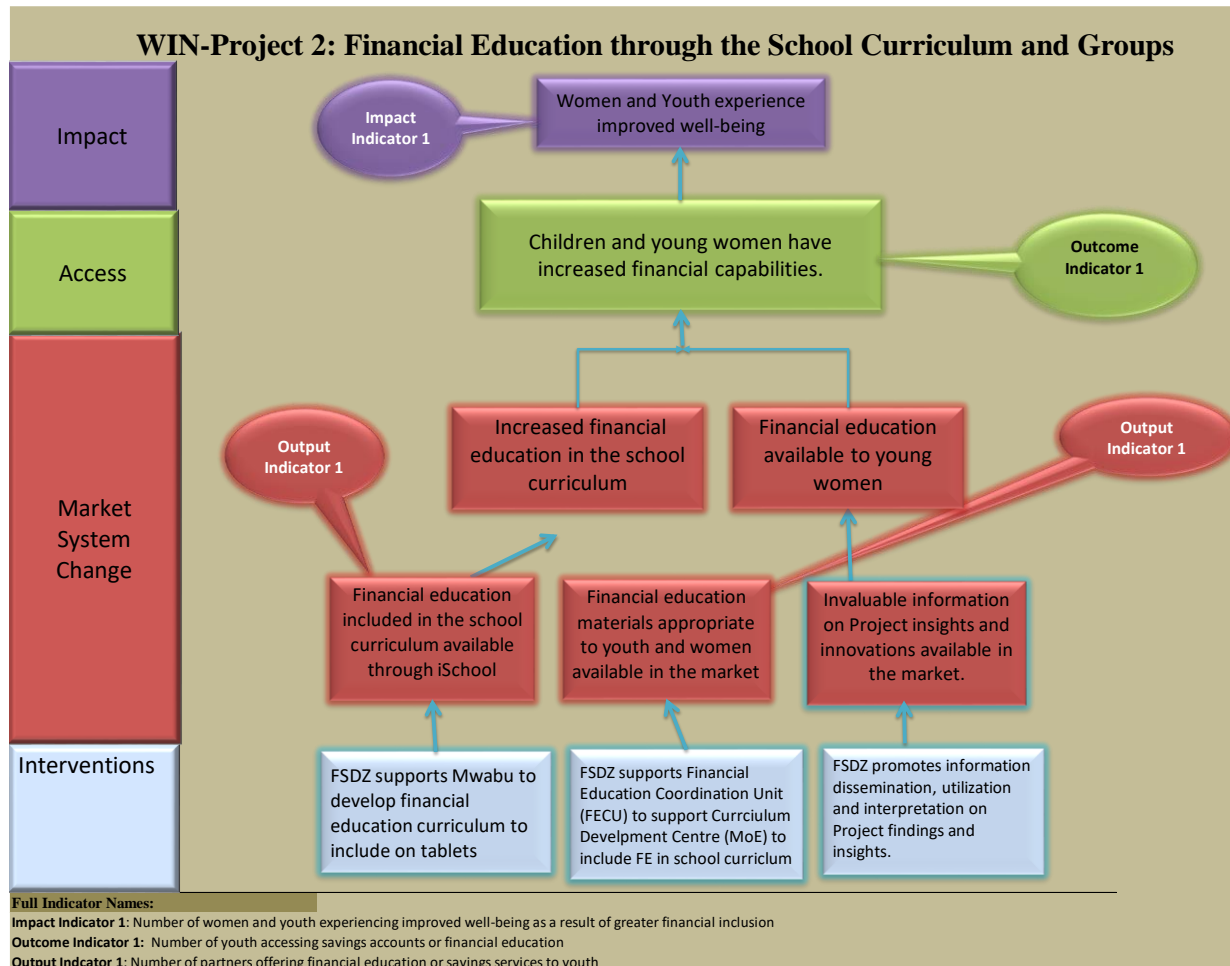 WIN-Project 2: Financial Education through the School Curriculum and Groups
Impact
Impact
Indicator 1
Women and Youth experience
improved well-being
Access
Children and young women have
increased financial capabilities.
Outcome
Indicator 1
Market
System
Change
Output
Indicator 1
Increased financial
education in the school
curriculum
Financial education
available to young
women
Output
Indicator 1
Financial education
included in the school
curriculum available
through iSchool
Financial education
materials appropriate
to youth and women
available in the market
Invaluable information
on Project insights and
innovations available in
the market.
Interventions
FSDZ supports Mwabu to
develop financial
education curriculum to
include on tablets
FSDZ supports Financial
Education Coordination Unit
(FECU) to support Currciulum
Develpment Centre (MoE) to
include FE in school curriclum
FSDZ promotes information
dissemination, utilization
and interpretation on
Project findings and
insights.
Full Indicator Names:
Impact Indicator 1: Number of women and youth experiencing improved well-being as a result of greater financial inclusion
Outcome Indicator 1: Number of youth accessing savings accounts or financial education
Output Indcator 1: Number of partners offering financial education or savings services to youth